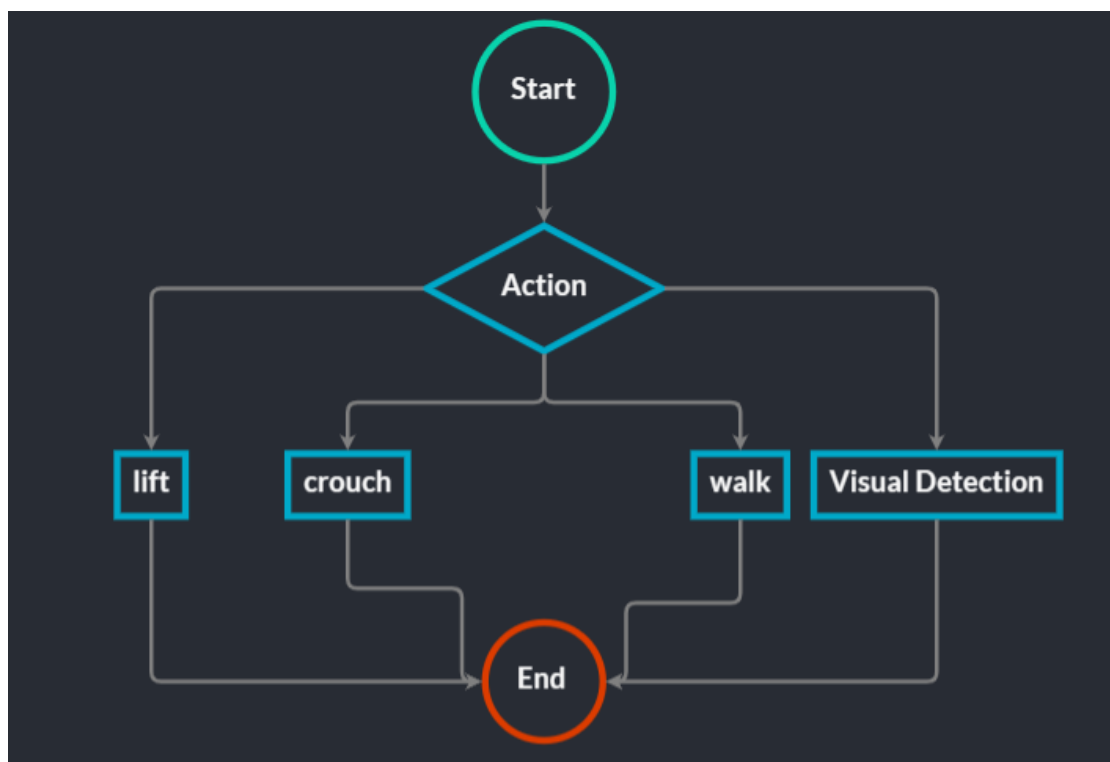 Start
Action
lift
crouch
walk
Visual Detection
End